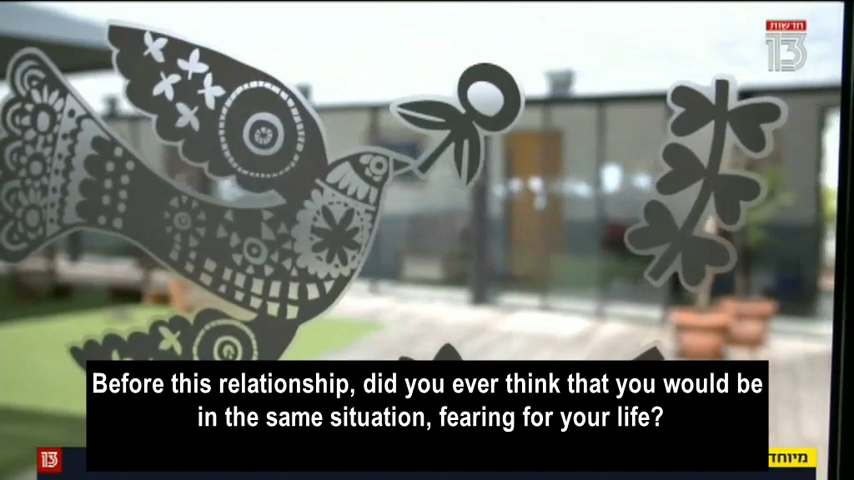 חדשות
13
Before this relationship, did you ever think that you would be
in the same situation, fearing for your life?
13
מיוחד